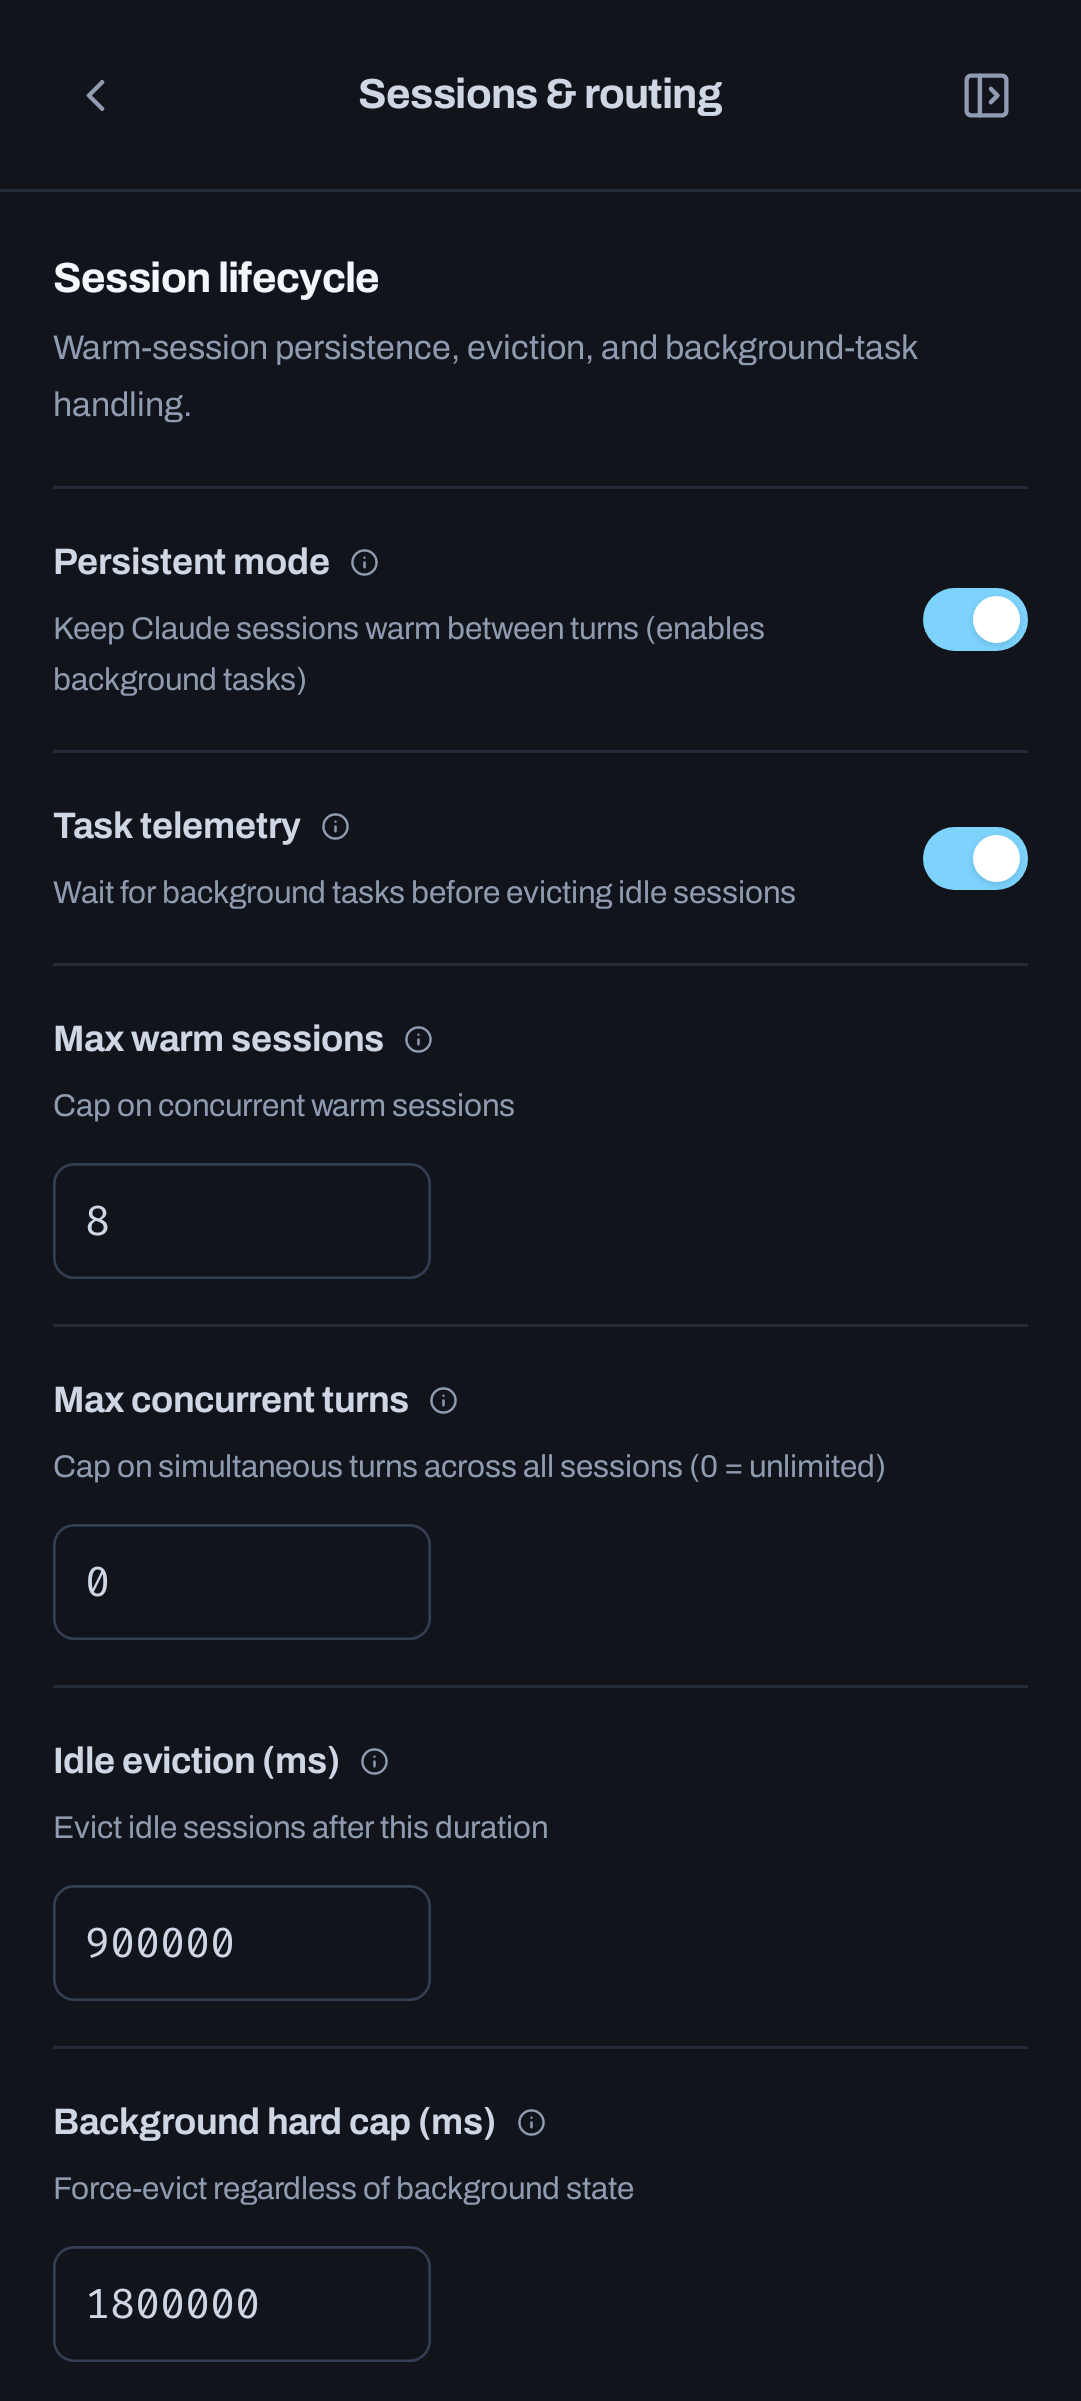 Sessions & routing
Session lifecycle
Warm-session persistence, eviction, and background-task
handling.
Persistent mode
Keep Claude sessions warm between turns (enables
background tasks)
Task telemetry
Wait for background tasks before evicting idle sessions
Max warm sessions
Cap on concurrent warm sessions
8
Max concurrent turns
Cap on simultaneous turns across all sessions (0 = unlimited)
0
Idle eviction (ms)
Evict idle sessions after this duration
900000
Background hard cap (ms)
Force-evict regardless of background state
1800000